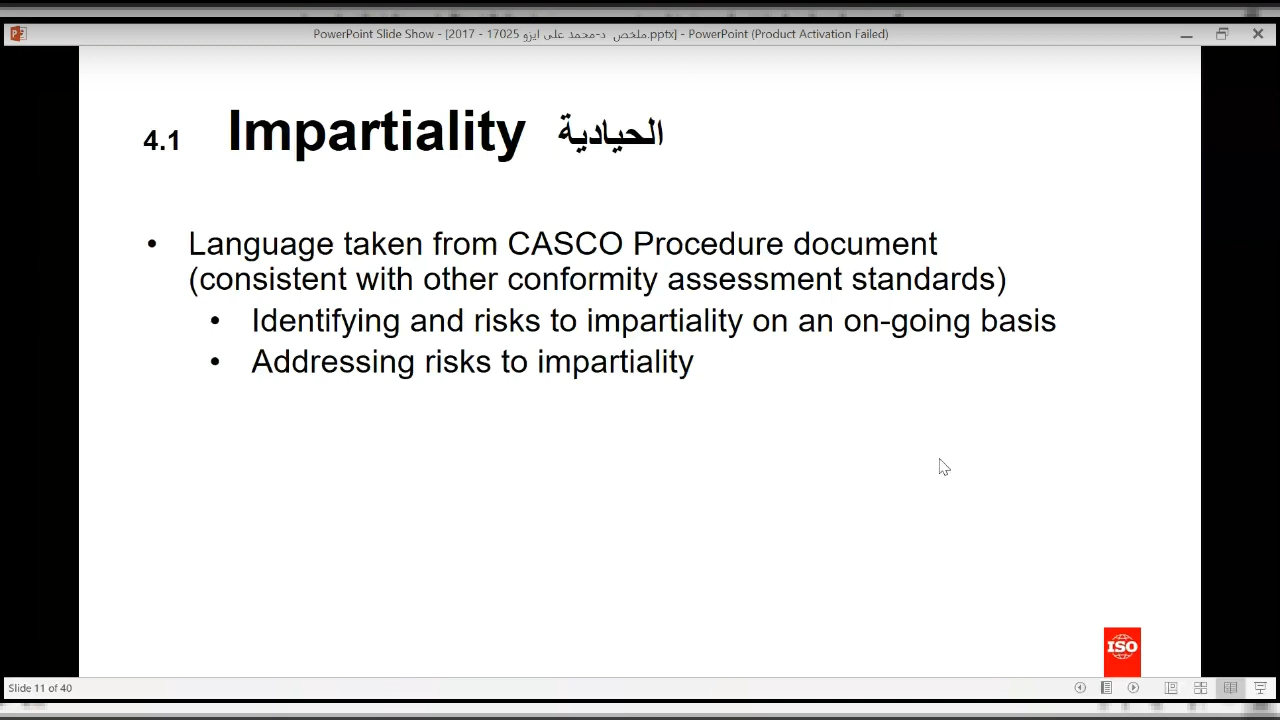 PowerPoint Slide Show - [2017 - 17025 ملخص د-محمد على ايزو.pptx] - PowerPoint (Product Activation Failed)
4.1 Impartiality الحيادية
• Language taken from CASCO Procedure document
(consistent with other conformity assessment standards)
• Identifying and risks to impartiality on an on-going basis
• Addressing risks to impartiality
ISO
Slide 11 of 40